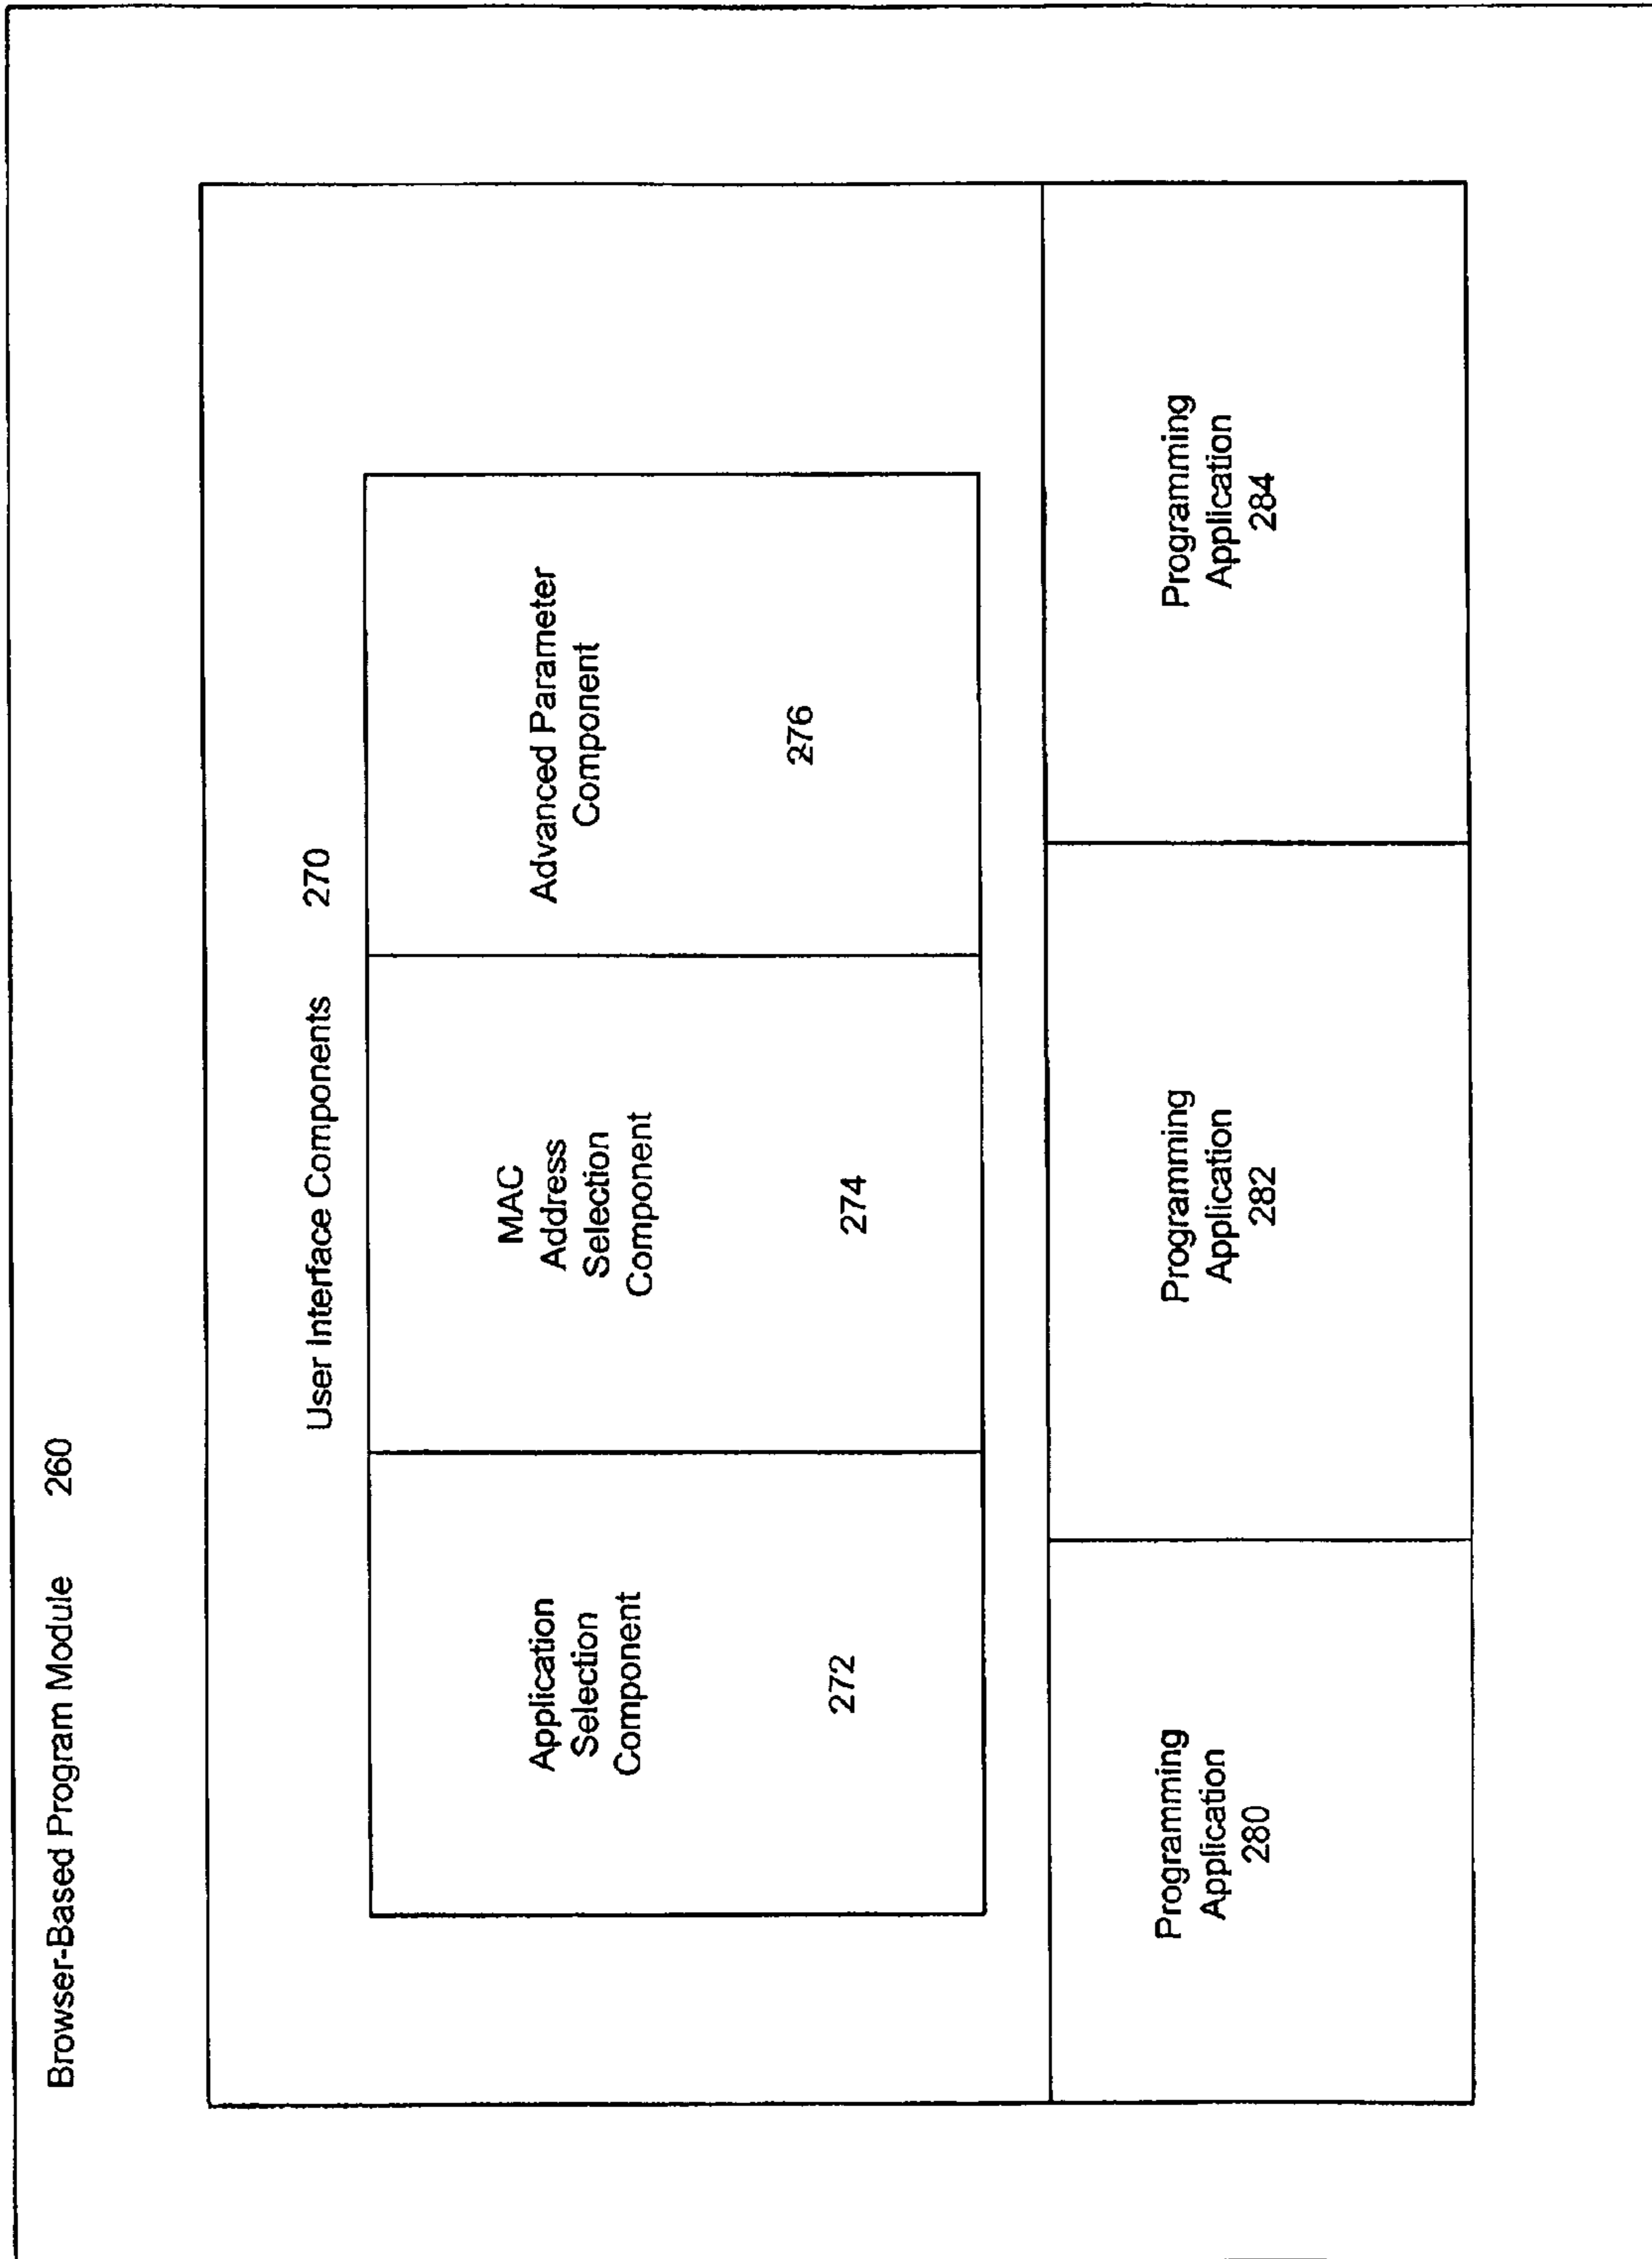 Browser-Based Program Module 260
User Interface Components 270
Application
Selection
Component
272
MAC
Address
Selection
Component
274
Advanced Parameter
Component
276
Programming
Application
280
Programming
Application
282
Programming
Application
284